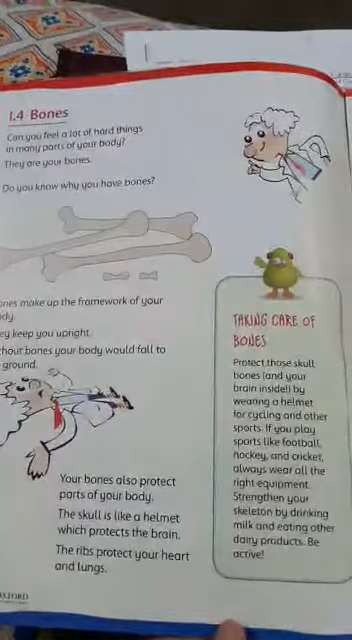 1.4 Bones
Can you feel a lot of hard things
in many parts of your body?
They are your bones.
Do you know why you have bones?
ones make up the framework of your
dy.
ey keep you upright.
hout bones your body would fall to
ground.
Your bones also protect
parts of your body.
The skull is like a helmet
which protects the brain.
The ribs protect your heart
and lungs.
TAKING CARE OF
BONES
Protect those skull
bones (and your
brain inside!) by
wearing a helmet
for cycling and other
sports. If you play
sports like football,
hockey, and cricket,
always wear all the
right equipment.
Strengthen your
skeleton by drinking
milk and eating other
dairy products. Be
active!
OXFORD